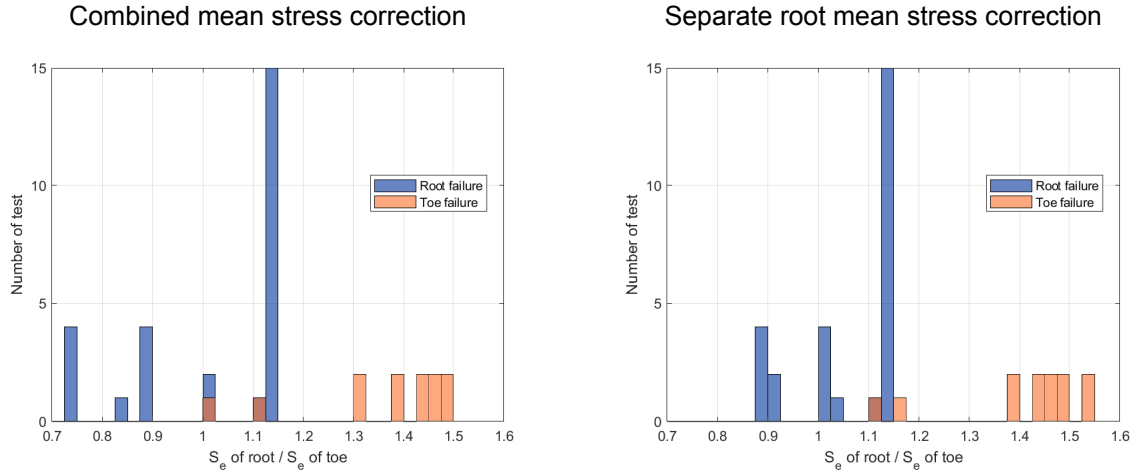 Combined mean stress correction
Separate root mean stress correction
15
10
5
0
Number of test
Root failure
Toe failure
0.7 0.8 0.9 1 1.1 1.2 1.3 1.4 1.5 1.6
S_e of root / S_e of toe
15
10
5
0
Number of test
Root failure
Toe failure
0.7 0.8 0.9 1 1.1 1.2 1.3 1.4 1.5 1.6
S_e of root / S_e of toe